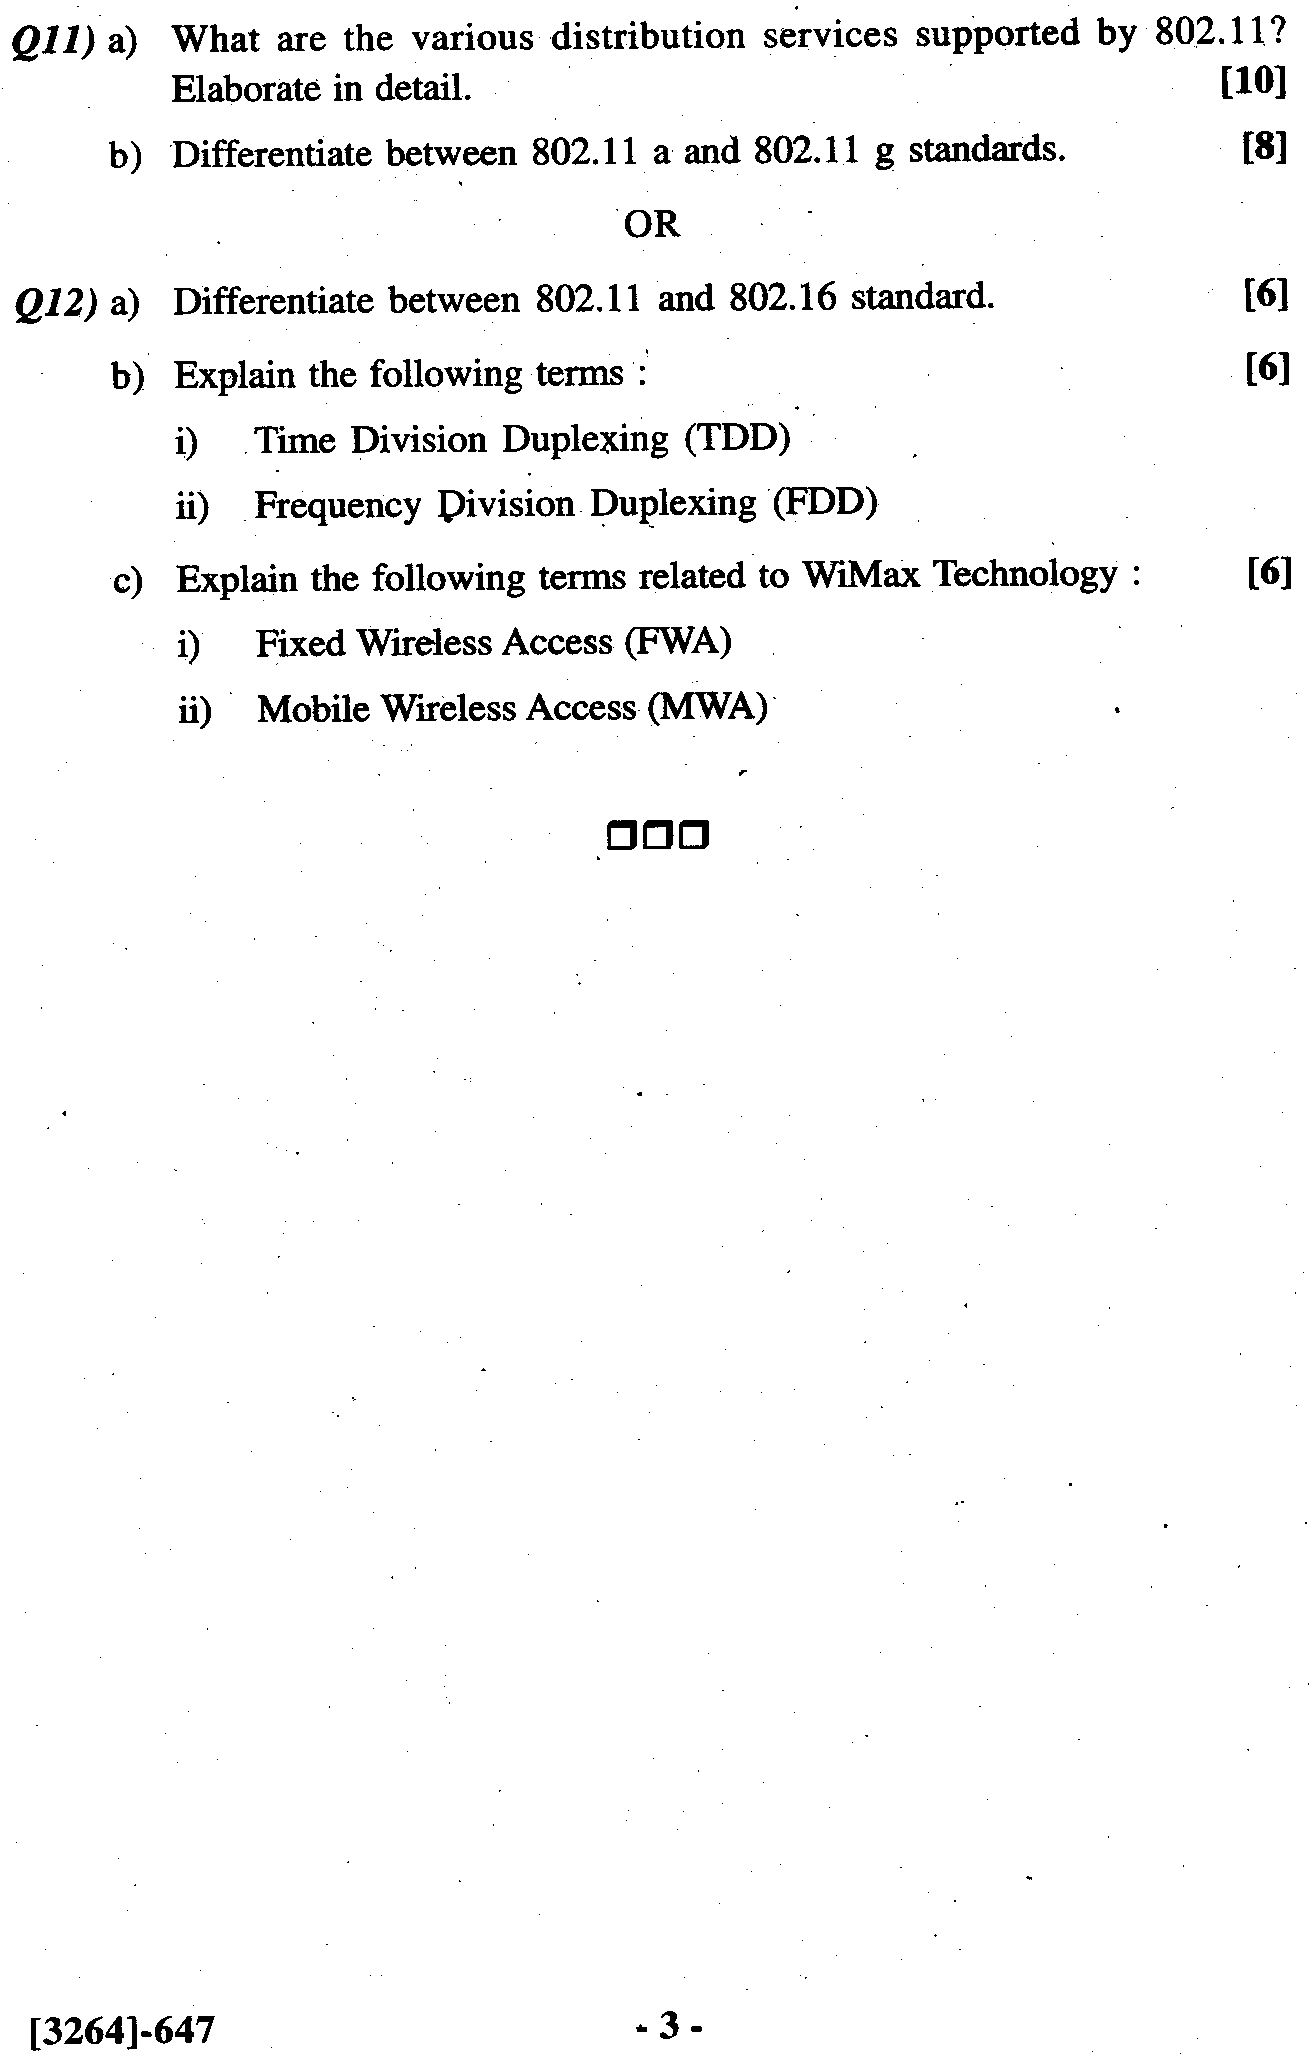 Q11) a) What are the various distribution services supported by 802.11?
Elaborate in detail. [10]
b) Differentiate between 802.11 a and 802.11 g standards. [8]
OR
Q12) a) Differentiate between 802.11 and 802.16 standard. [6]
b) Explain the following terms : [6]
i) Time Division Duplexing (TDD)
ii) Frequency Division Duplexing (FDD)
c) Explain the following terms related to WiMax Technology : [6]
i) Fixed Wireless Access (FWA)
ii) Mobile Wireless Access (MWA)
[3264]-647 - 3 -